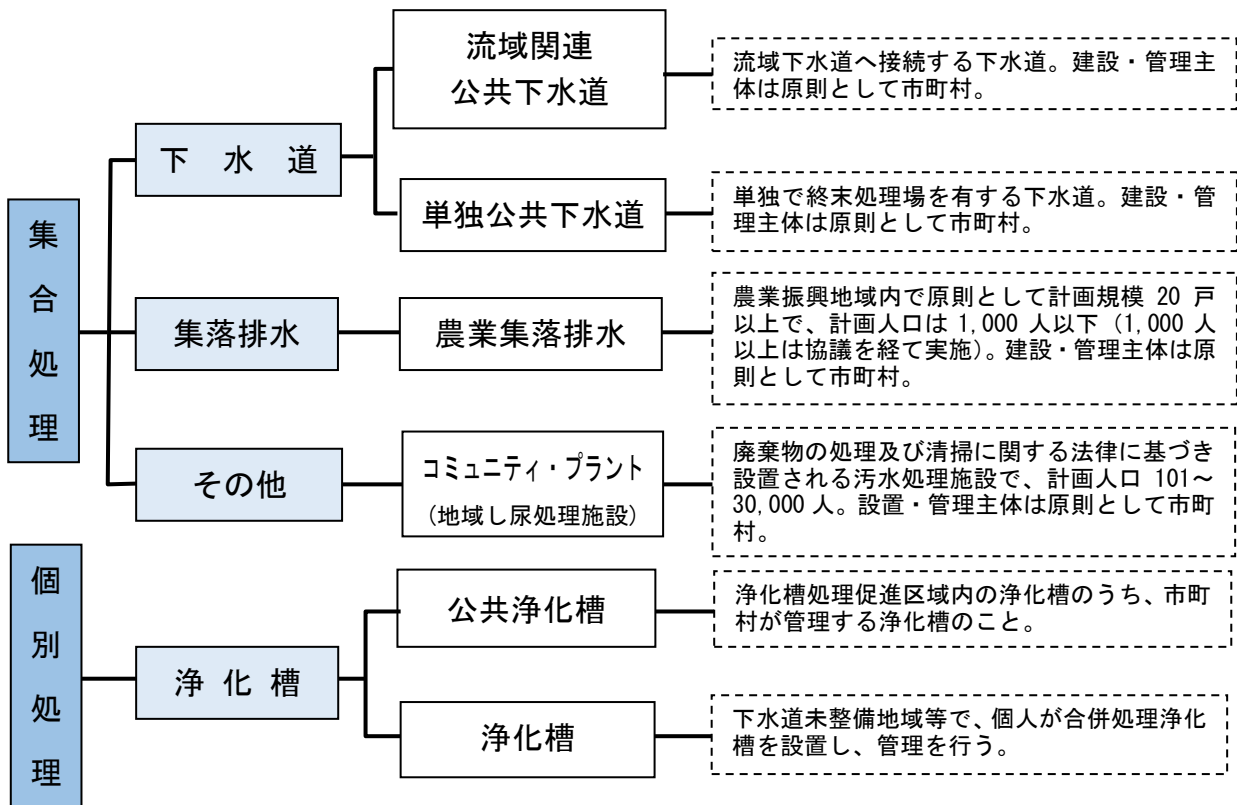 集合処理
下水道
流域関連
公共下水道
流域下水道へ接続する下水道。建設・管理主
体は原則として市町村。
単独公共下水道
単独で終末処理場を有する下水道。建設・管
理主体は原則として市町村。
集落排水
農業集落排水
農業振興地域内で原則として計画規模 20 戸
以上で、計画人口は 1,000 人以下（1,000 人
以上は協議を経て実施）。建設・管理主体は原
則として市町村。
その他
コミュニティ・プラント
（地域し尿処理施設）
廃棄物の処理及び清掃に関する法律に基づき
設置される汚水処理施設で、計画人口 101～
30,000 人。設置・管理主体は原則として市町
村。
個別処理
浄化槽
公共浄化槽
浄化槽処理促進区域内の浄化槽のうち、市町
村が管理する浄化槽のこと。
浄化槽
下水道未整備地域等で、個人が合併処理浄化
槽を設置し、管理を行う。